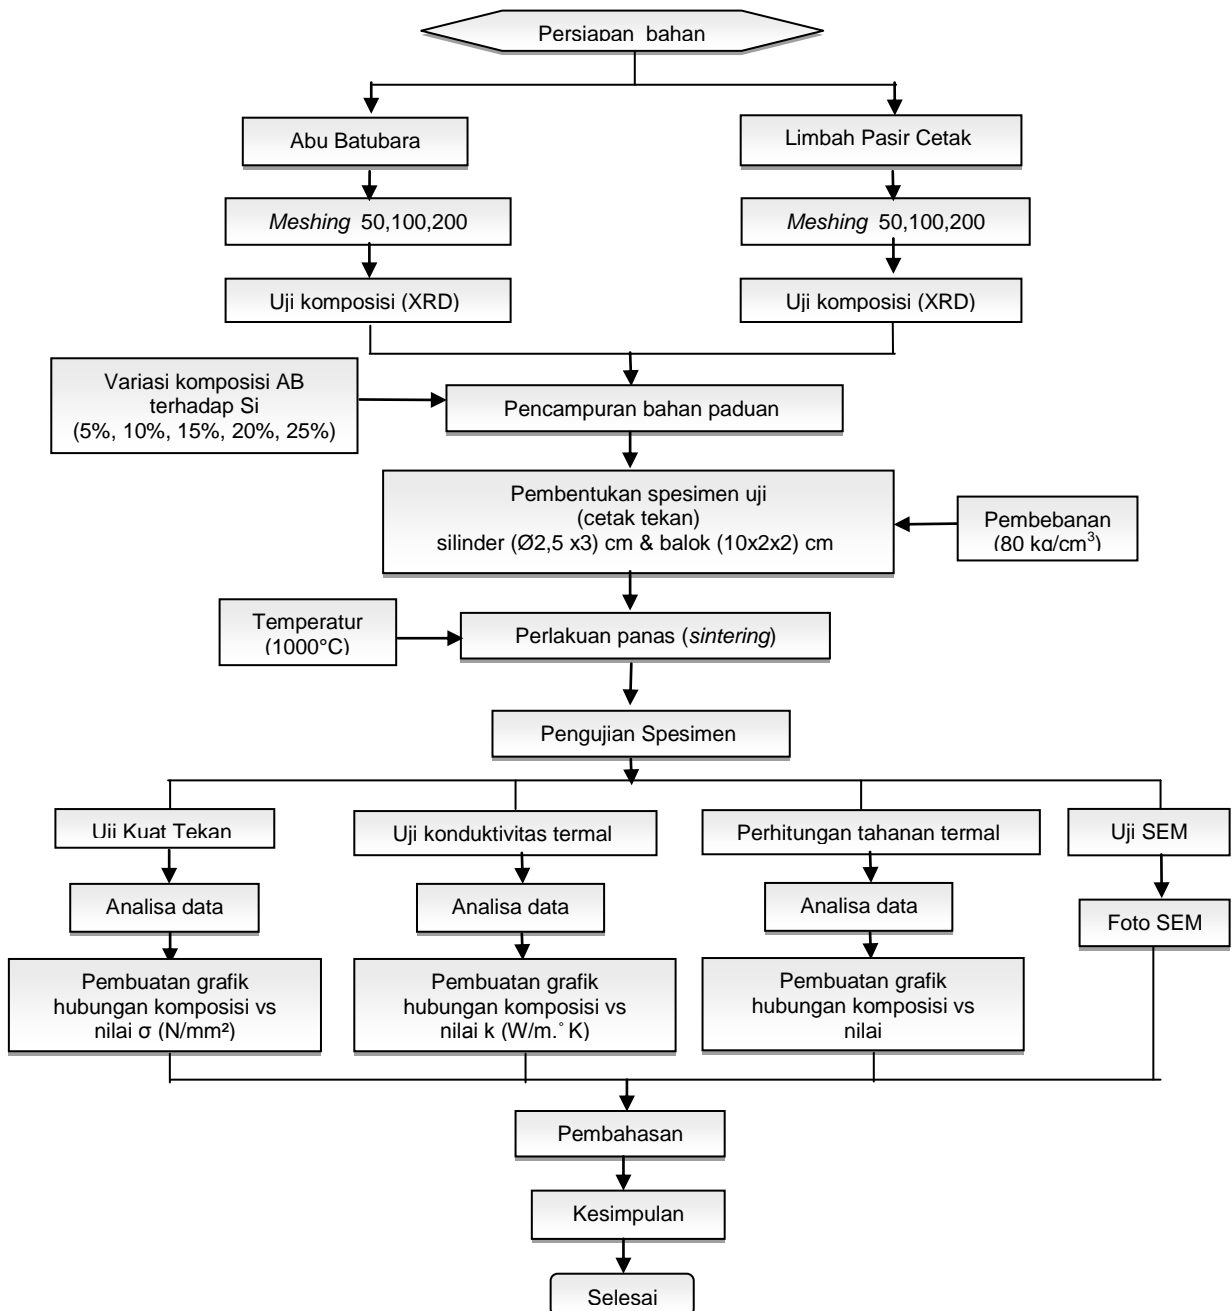 Persiapan bahan
Abu Batubara
Limbah Pasir Cetak
Meshing 50,100,200
Meshing 50,100,200
Uji komposisi (XRD)
Uji komposisi (XRD)
Variasi komposisi AB
terhadap Si
(5%, 10%, 15%, 20%, 25%)
Pencampuran bahan paduan
Pembentukan spesimen uji
(cetak tekan)
silinder (Ø2,5 x3) cm & balok (10x2x2) cm
Pembebanan
(80 kg/cm³)
Temperatur
(1000°C)
Perlakuan panas (sintering)
Pengujian Spesimen
Uji Kuat Tekan
Uji konduktivitas termal
Perhitungan tahanan termal
Uji SEM
Analisa data
Analisa data
Analisa data
Foto SEM
Pembuatan grafik
hubungan komposisi vs
nilai σ (N/mm²)
Pembuatan grafik
hubungan komposisi vs
nilai k (W/m.°K)
Pembuatan grafik
hubungan komposisi vs
nilai
Pembahasan
Kesimpulan
Selesai